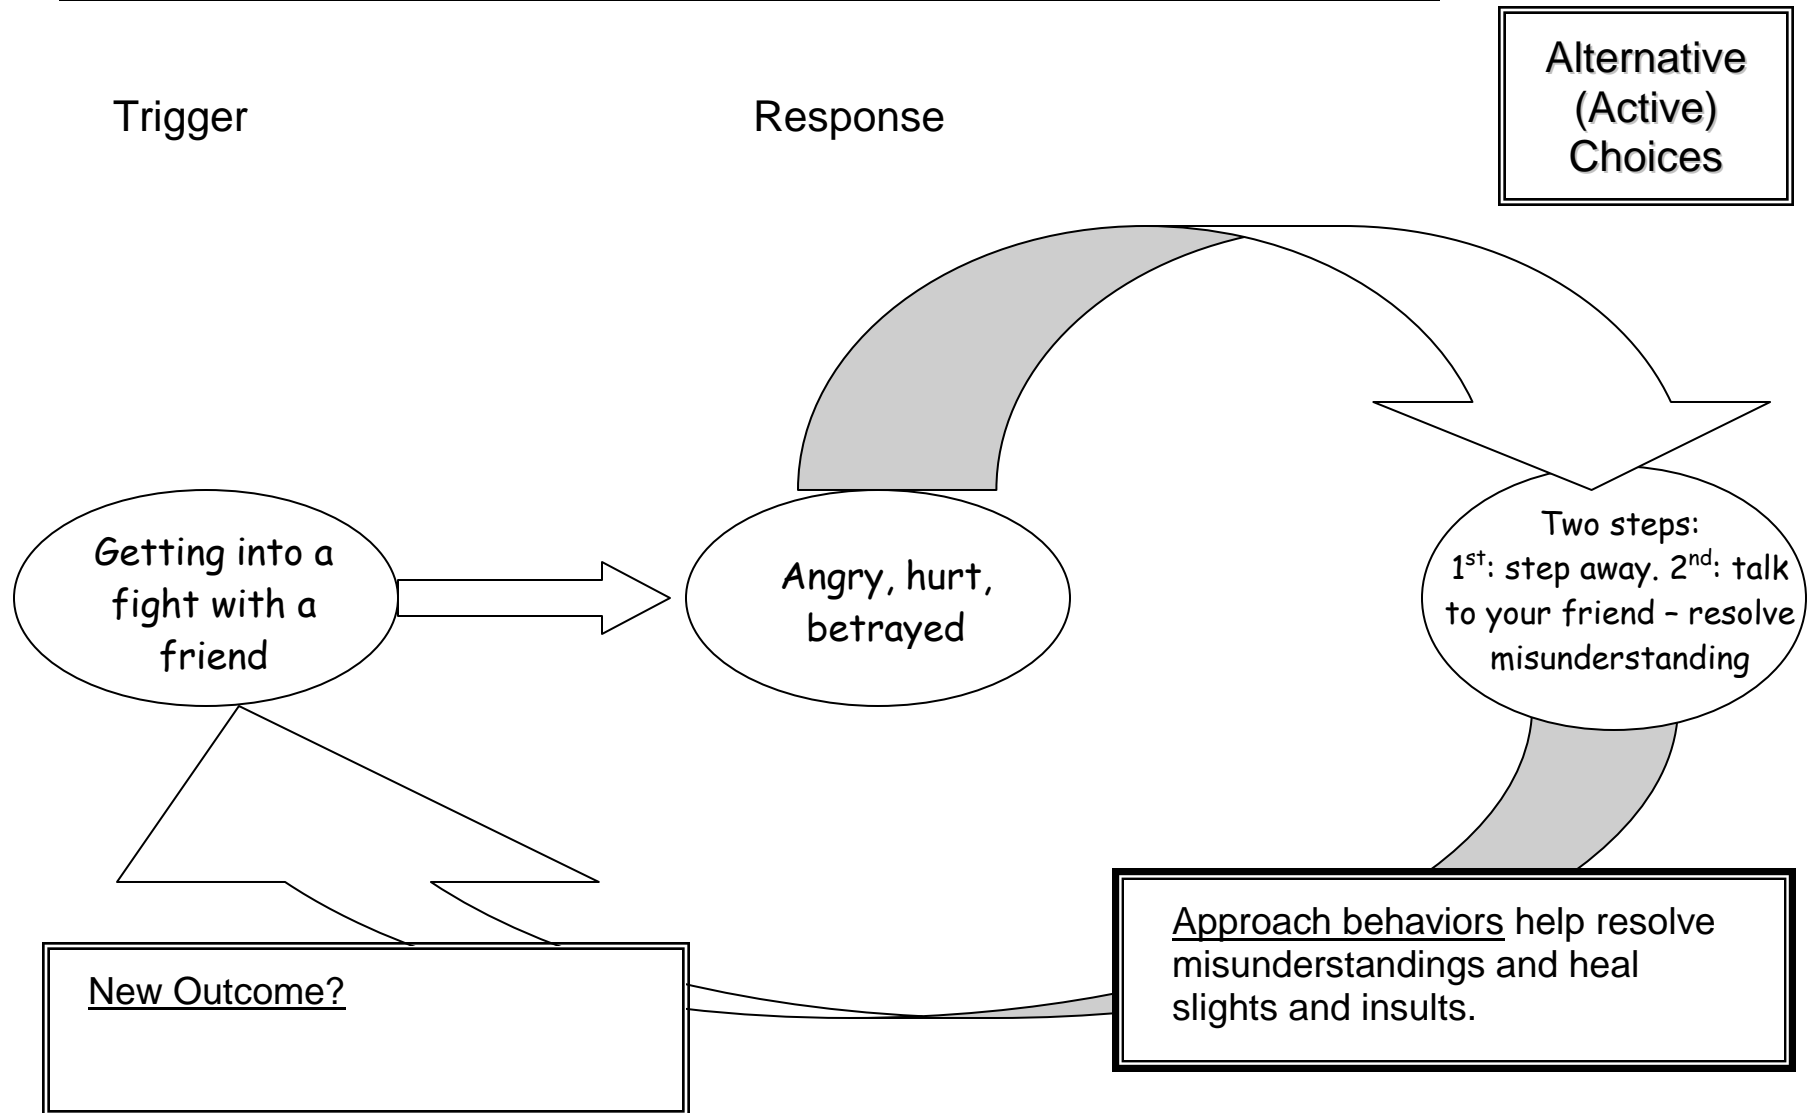 Trigger
Response
Alternative
(Active)
Choices
Getting into a
fight with a
friend
Angry, hurt,
betrayed
Two steps:
1st: step away. 2nd: talk
to your friend – resolve
misunderstanding
New Outcome?
Approach behaviors help resolve
misunderstandings and heal
slights and insults.